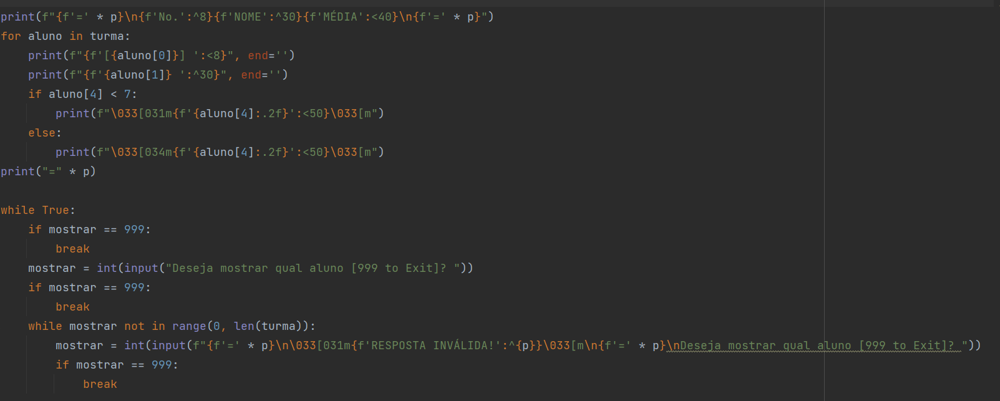 print(f"{f'=' * p}\n{f'No.':^8}{f'NOME':^30}{f'MÉDIA':<40}\n{f'=' * p}")
for aluno in turma:
    print(f"{f'[{aluno[0]}] ':<8}", end='')
    print(f"{f'{aluno[1]} ':^30}", end='')
    if aluno[4] < 7:
        print(f"\033[031m{f'{aluno[4]:.2f}':<50}\033[m")
    else:
        print(f"\033[034m{f'{aluno[4]:.2f}':<50}\033[m")
print("=" * p)

while True:
    if mostrar == 999:
        break
    mostrar = int(input("Deseja mostrar qual aluno [999 to Exit]? "))
    if mostrar == 999:
        break
    while mostrar not in range(0, len(turma)):
        mostrar = int(input(f"{f'=' * p}\n\033[031m{f'RESPOSTA INVÁLIDA!':^{p}}\033[m\n{f'=' * p}\nDeseja mostrar qual aluno [999 to Exit]? "))
        if mostrar == 999:
            break